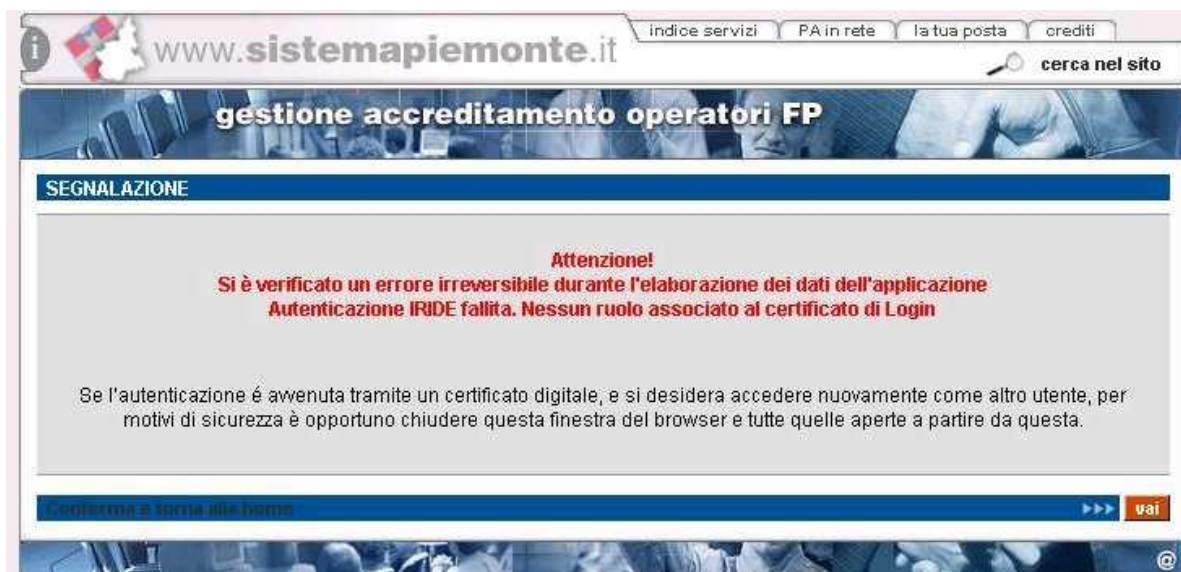 indice servizi PA in rete la tua posta crediti
i www.sistemapiemonte.it
cerca nel sito
gestione accreditamento operatori FP
SEGNALAZIONE
Attenzione!
Si è verificato un errore irreversibile durante l'elaborazione dei dati dell'applicazione
Autenticazione IRIDE fallita. Nessun ruolo associato al certificato di Login
Se l'autenticazione é avvenuta tramite un certificato digitale, e si desidera accedere nuovamente come altro utente, per
motivi di sicurezza è opportuno chiudere questa finestra del browser e tutte quelle aperte a partire da questa.
Conferma e torna alla home vai
@